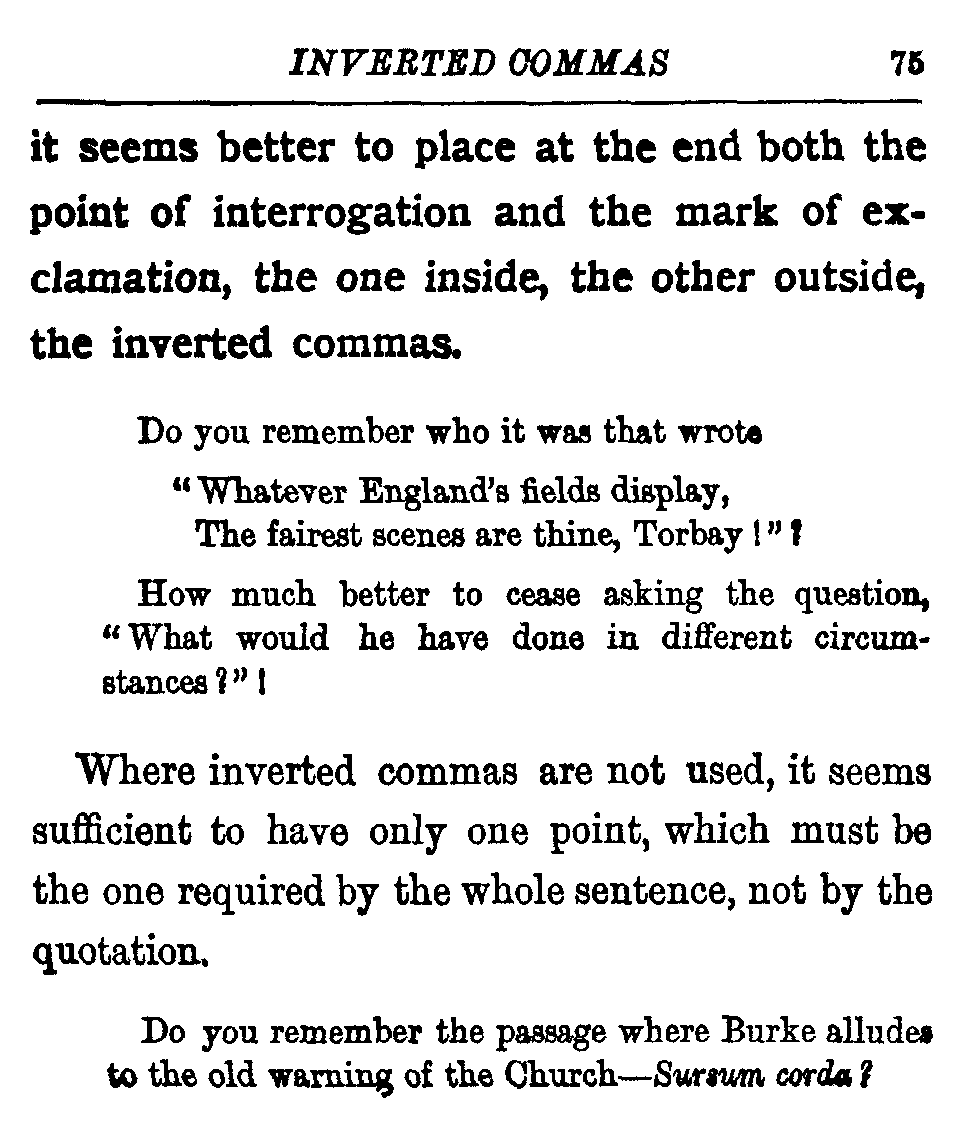 INVERTED COMMAS 75
it seems better to place at the end both the
point of interrogation and the mark of ex-
clamation, the one inside, the other outside,
the inverted commas.
Do you remember who it was that wrote
“Whatever England's fields display,
The fairest scenes are thine, Torbay!”?
How much better to cease asking the question,
“What would he have done in different circum-
stances?”!
Where inverted commas are not used, it seems
sufficient to have only one point, which must be
the one required by the whole sentence, not by the
quotation.
Do you remember the passage where Burke alludes
to the old warning of the Church—Sursum corda?